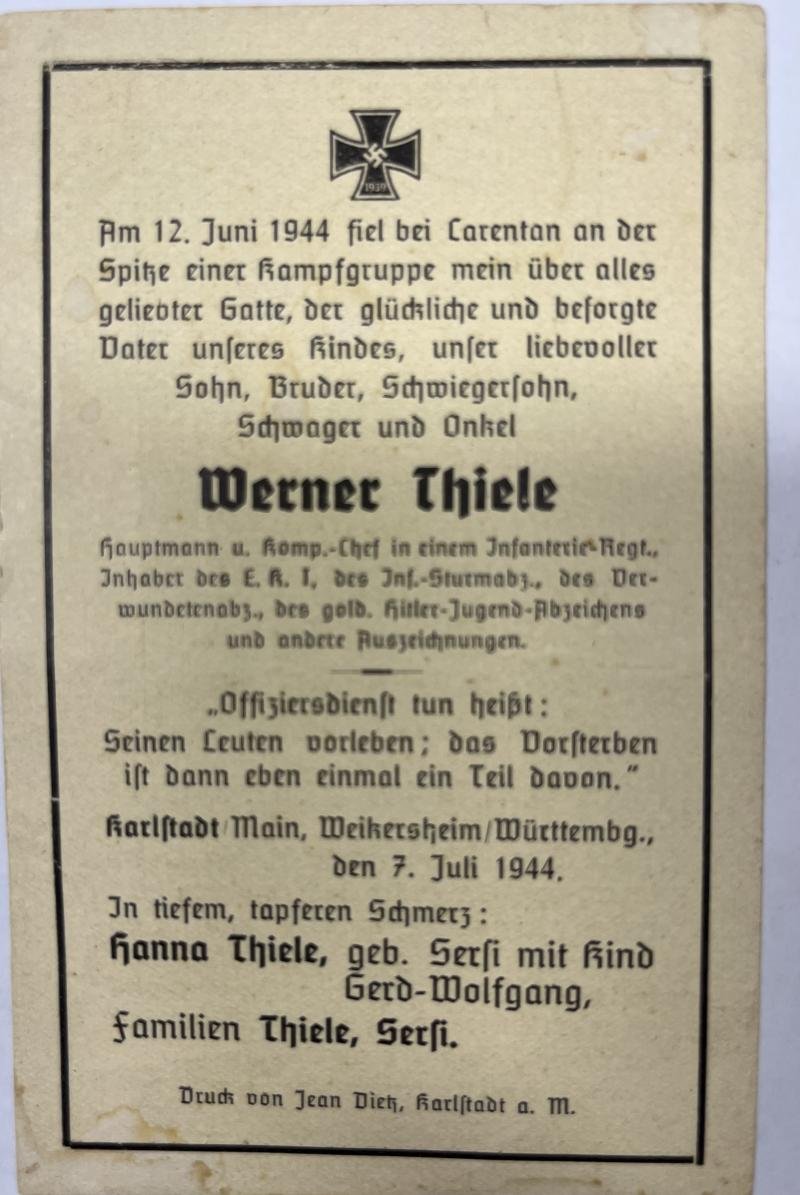 1939
Am 12. Juni 1944 fiel bei Carentan an der
Spitze einer Kampfgruppe mein über alles
geliebter Gatte, der glückliche und besorgte
Vater unseres Kindes, unser liebevoller
Sohn, Bruder, Schwiegersohn,
Schwager und Onkel
Werner Thiele
Hauptmann u. Komp.-Chef in einem Infanterie-Regt.,
Inhaber des E. K. I, des Inf.-Sturmabz., des Ver-
wundetenabz., des gold. Hitler-Jugend-Abzeichens
und andere Auszeichnungen.
„Offiziersdienst tun heißt:
Seinen Leuten vorleben; das Vorsterben
ist dann eben einmal ein Teil davon.“
Karlstadt/Main, Weikersheim/Württembg.,
den 7. Juli 1944.
In tiefem, tapferen Schmerz:
Hanna Thiele, geb. Sersi mit Kind
Gerd-Wolfgang,
Familien Thiele, Sersi.
Druck von Jean Dietz, Karlstadt a. M.